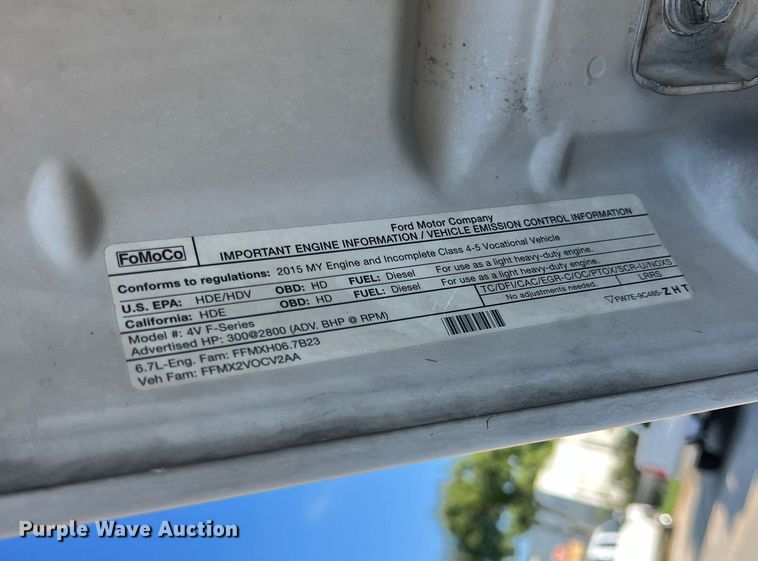 Ford Motor Company
FoMoCo IMPORTANT ENGINE INFORMATION / VEHICLE EMISSION CONTROL INFORMATION
Conforms to regulations: 2015 MY Engine and Incomplete Class 4-5 Vocational Vehicle
U.S. EPA: HDE/HDV OBD: HD FUEL: Diesel For use as a light heavy-duty engine.
California: HDE OBD: HD FUEL: Diesel For use as a light heavy-duty engine.
Model #: 4V F-Series TC/DFI/CAC/EGR-C/OC/PTOX/SCR-U/NOXS
Advertised HP: 300@2800 (ADV. BHP @ RPM) No adjustments needed. LRRS
6.7L-Eng. Fam: FFMXH06.7B23 FW7E-9C485-ZHT
Veh Fam: FFMX2VOCV2AA
Purple Wave Auction